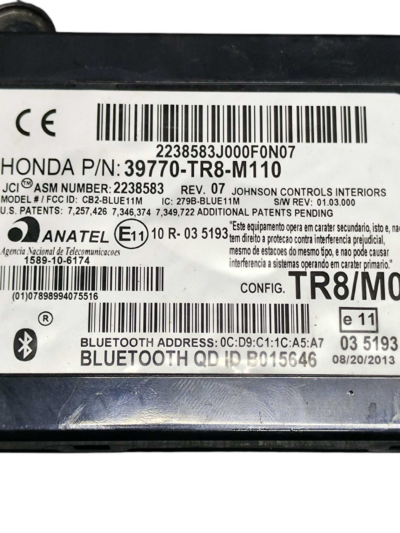 CE
2238583J000F0N07
HONDA P/N: 39770-TR8-M110
JCI™ ASM NUMBER: 2238583 REV. 07 JOHNSON CONTROLS INTERIORS
MODEL # / FCC ID: CB2-BLUE11M IC: 279B-BLUE11M S/W REV: 01.03.000
U.S. PATENTS: 7,257,426 7,346,374 7,349,722 ADDITIONAL PATENTS PENDING
ANATEL E11 10 R- 03 5193
Agencia Nacional de Telecomunicacoes
1589-10-6174
"Este equipamento opera em carater secundario, isto e, na
tem direito a protecao contra interferencia prejudicial,
mesmo de estacoes do mesmo tipo, e nao pode causar
interferencia a sistemas operando em carater primario."
(01)07898994075516
CONFIG. TR8/M0
®
e 11
BLUETOOTH ADDRESS: 0C:D9:C1:1C:A5:A7 03 5193
BLUETOOTH QD ID B015646 08/20/2013